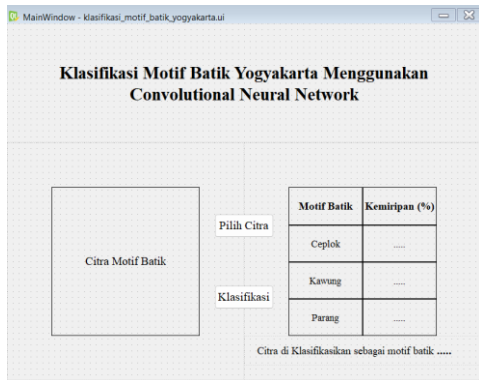 MainWindow - klasifikasi_motif_batik_yogyakarta.ui
Klasifikasi Motif Batik Yogyakarta Menggunakan
Convolutional Neural Network
Citra Motif Batik
Pilih Citra
Klasifikasi
Motif Batik Kemiripan (%)
Ceplok .....
Kawung .....
Parang .....
Citra di Klasifikasikan sebagai motif batik .....